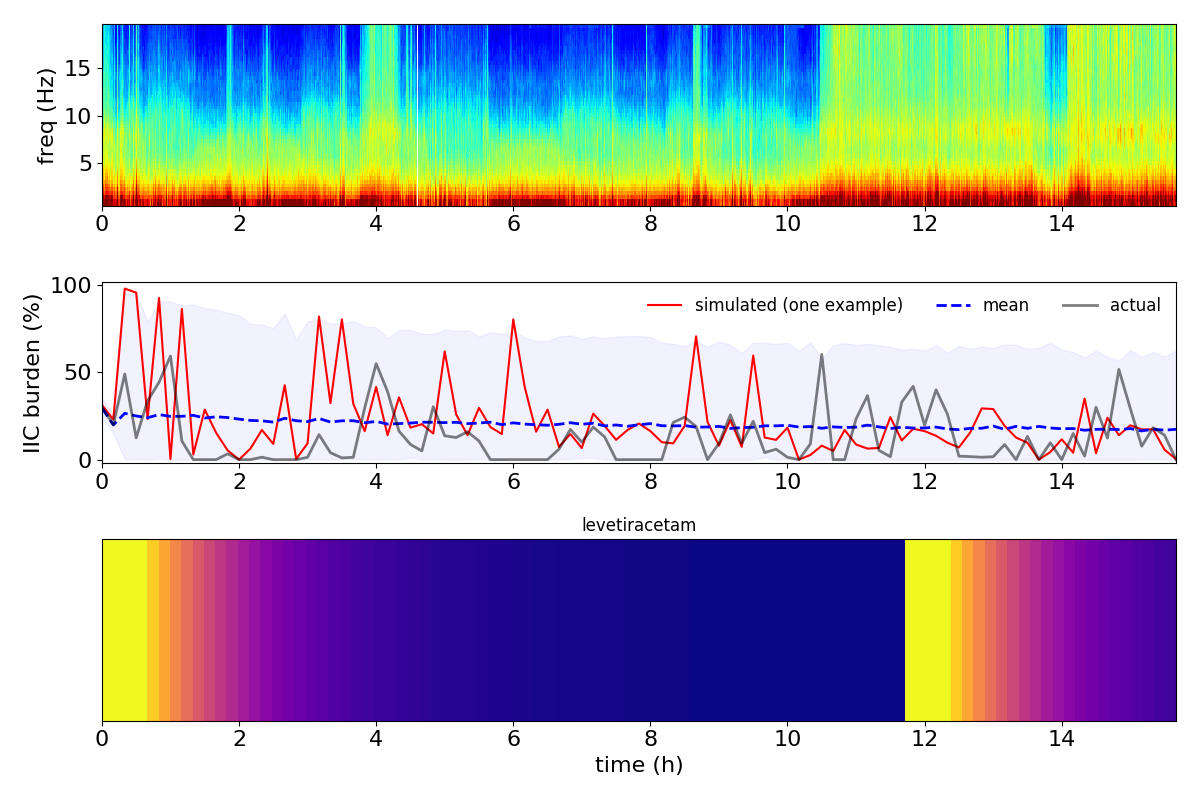 freq (Hz)
15
10
5
0 2 4 6 8 10 12 14
IIC burden (%)
100
50
0
simulated (one example) mean actual
0 2 4 6 8 10 12 14
levetiracetam
0 2 4 6 8 10 12 14
time (h)